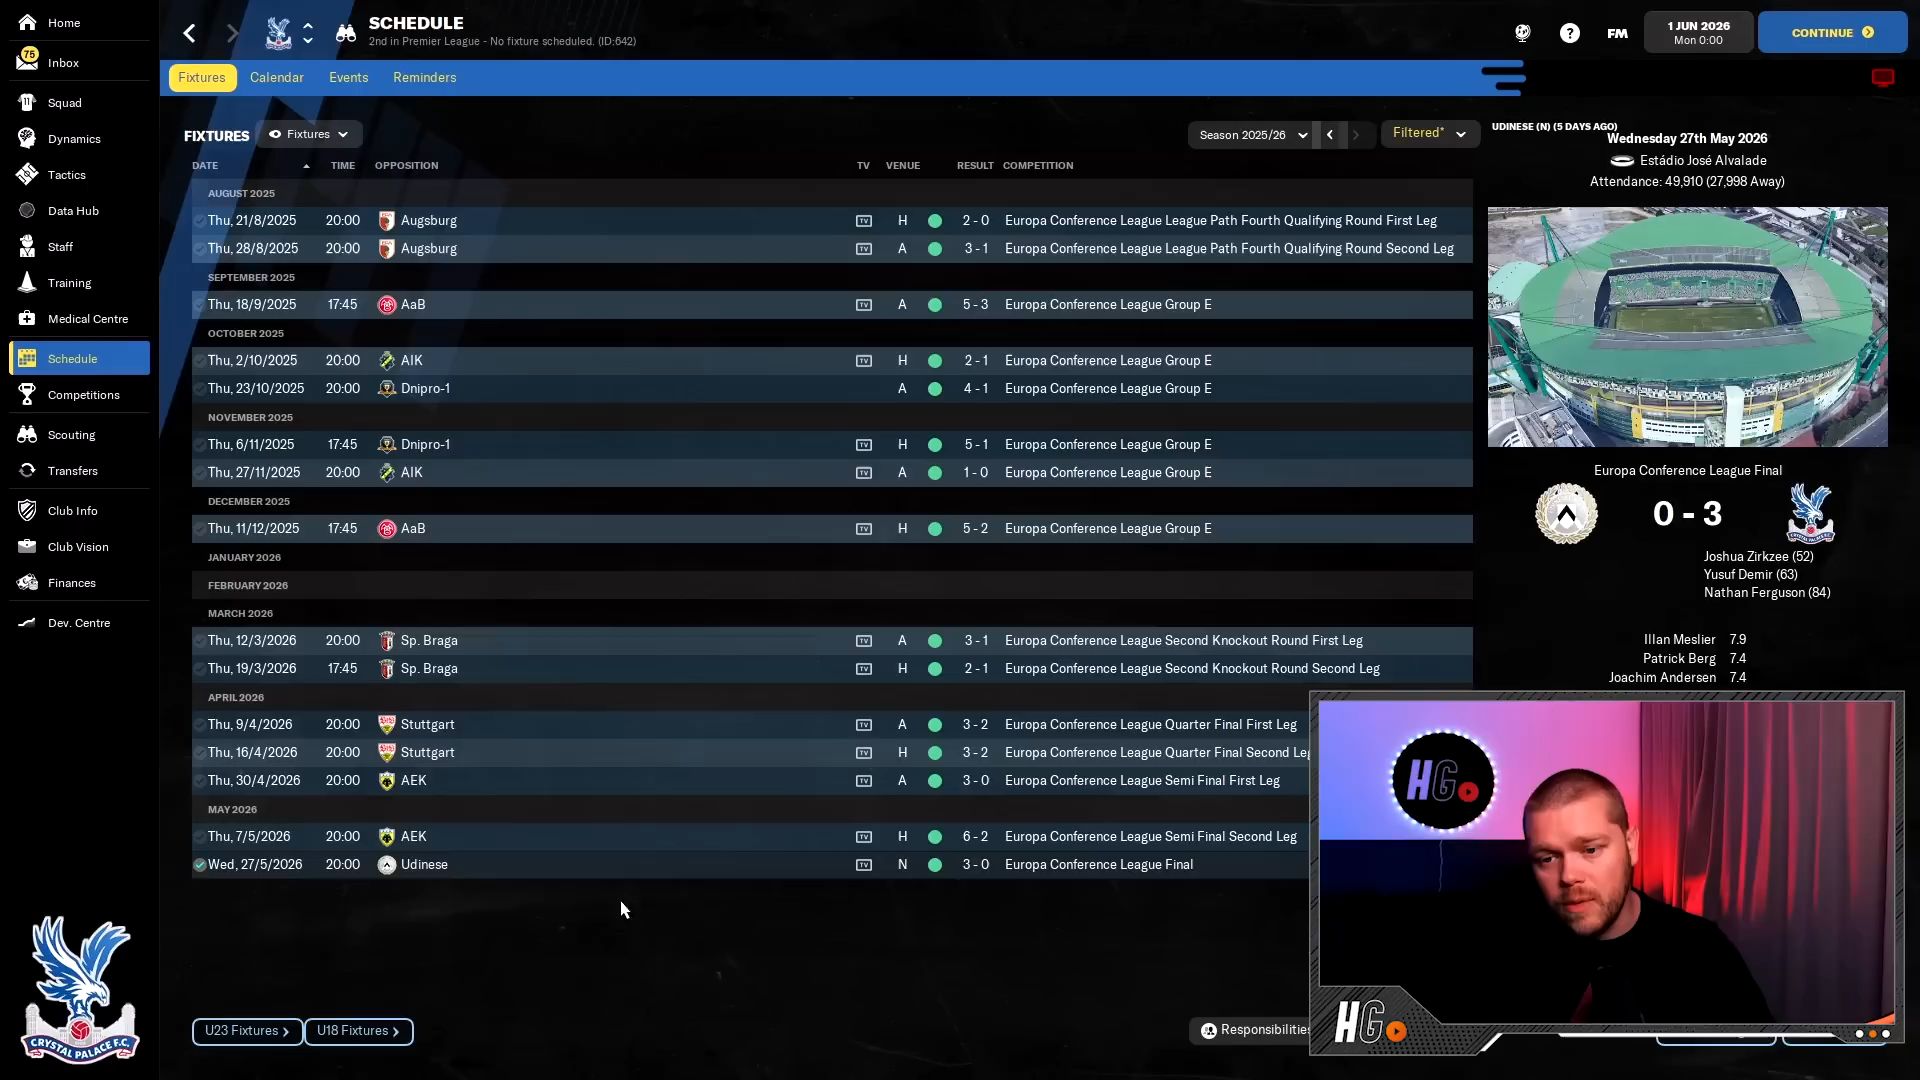 Home
75
Inbox
Squad
Dynamics
Tactics
Data Hub
Staff
Training
Medical Centre
Schedule
Competitions
Scouting
Transfers
Club Info
Club Vision
Finances
Dev. Centre
CRYSTAL PALACE F.C.
SCHEDULE
2nd in Premier League - No fixture scheduled. (ID:642)
? FM
1 JUN 2026
Mon 0:00
CONTINUE
Fixtures Calendar Events Reminders
FIXTURES Fixtures Season 2025/26 Filtered*
DATE TIME OPPOSITION TV VENUE RESULT COMPETITION
AUGUST 2025
Thu, 21/8/2025 20:00 Augsburg TV H 2 - 0 Europa Conference League League Path Fourth Qualifying Round First Leg
Thu, 28/8/2025 20:00 Augsburg TV A 3 - 1 Europa Conference League League Path Fourth Qualifying Round Second Leg
SEPTEMBER 2025
Thu, 18/9/2025 17:45 AaB TV A 5 - 3 Europa Conference League Group E
OCTOBER 2025
Thu, 2/10/2025 20:00 AIK TV H 2 - 1 Europa Conference League Group E
Thu, 23/10/2025 20:00 Dnipro-1 A 4 - 1 Europa Conference League Group E
NOVEMBER 2025
Thu, 6/11/2025 17:45 Dnipro-1 TV H 5 - 1 Europa Conference League Group E
Thu, 27/11/2025 20:00 AIK TV A 1 - 0 Europa Conference League Group E
DECEMBER 2025
Thu, 11/12/2025 17:45 AaB TV H 5 - 2 Europa Conference League Group E
JANUARY 2026
FEBRUARY 2026
MARCH 2026
Thu, 12/3/2026 20:00 Sp. Braga TV A 3 - 1 Europa Conference League Second Knockout Round First Leg
Thu, 19/3/2026 17:45 Sp. Braga TV H 2 - 1 Europa Conference League Second Knockout Round Second Leg
APRIL 2026
Thu, 9/4/2026 20:00 Stuttgart TV A 3 - 2 Europa Conference League Quarter Final First Leg
Thu, 16/4/2026 20:00 Stuttgart TV H 3 - 2 Europa Conference League Quarter Final Second Leg
Thu, 30/4/2026 20:00 AEK TV A 3 - 0 Europa Conference League Semi Final First Leg
MAY 2026
Thu, 7/5/2026 20:00 AEK TV H 6 - 2 Europa Conference League Semi Final Second Leg
Wed, 27/5/2026 20:00 Udinese TV N 3 - 0 Europa Conference League Final
U23 Fixtures U18 Fixtures Responsibilities
UDINESE (N) (5 DAYS AGO)
Wednesday 27th May 2026
Estádio José Alvalade
Attendance: 49,910 (27,998 Away)
Europa Conference League Final
0 - 3
Joshua Zirkzee (52)
Yusuf Demir (63)
Nathan Ferguson (84)
Illan Meslier 7.9
Patrick Berg 7.4
Joachim Andersen 7.4
HG
HG